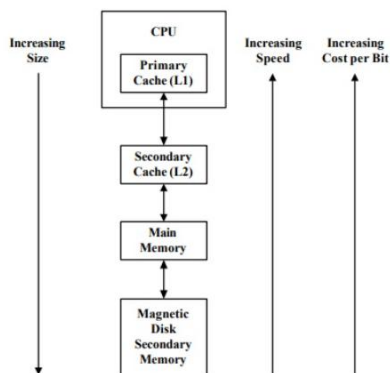 CPU
Increasing
Size
Primary
Cache (L1)
Increasing
Speed
Increasing
Cost per Bit
Secondary
Cache (L2)
Main
Memory
Magnetic
Disk
Secondary
Memory